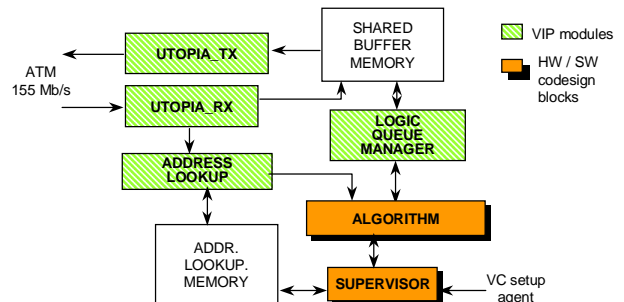 UTOPIA_TX
SHARED
BUFFER
MEMORY
VIP modules
HW / SW
codesign
blocks
ATM
155 Mb/s
UTOPIA_RX
LOGIC
QUEUE
MANAGER
ADDRESS
LOOKUP
ALGORITHM
ADDR.
LOOKUP.
MEMORY
SUPERVISOR
VC setup
agent